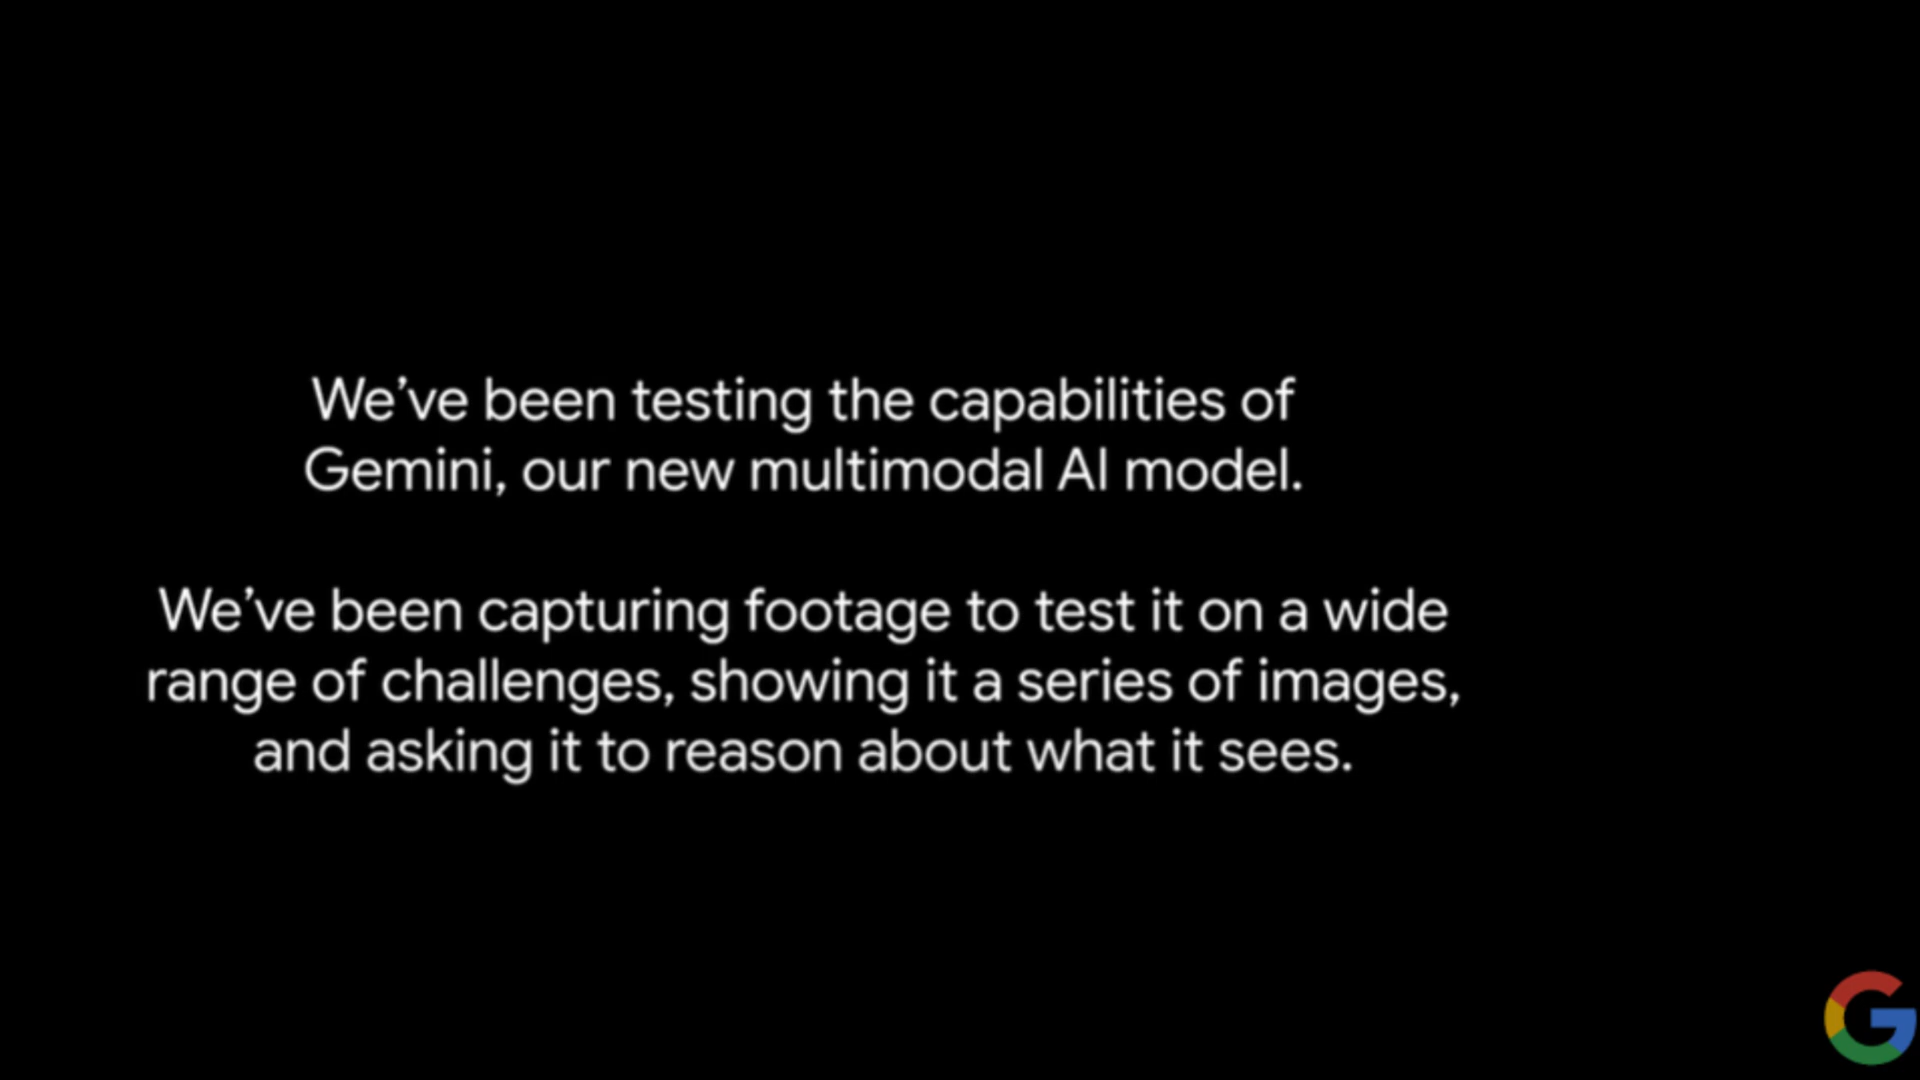 We’ve been testing the capabilities of
Gemini, our new multimodal AI model.
We’ve been capturing footage to test it on a wide
range of challenges, showing it a series of images,
and asking it to reason about what it sees.
G